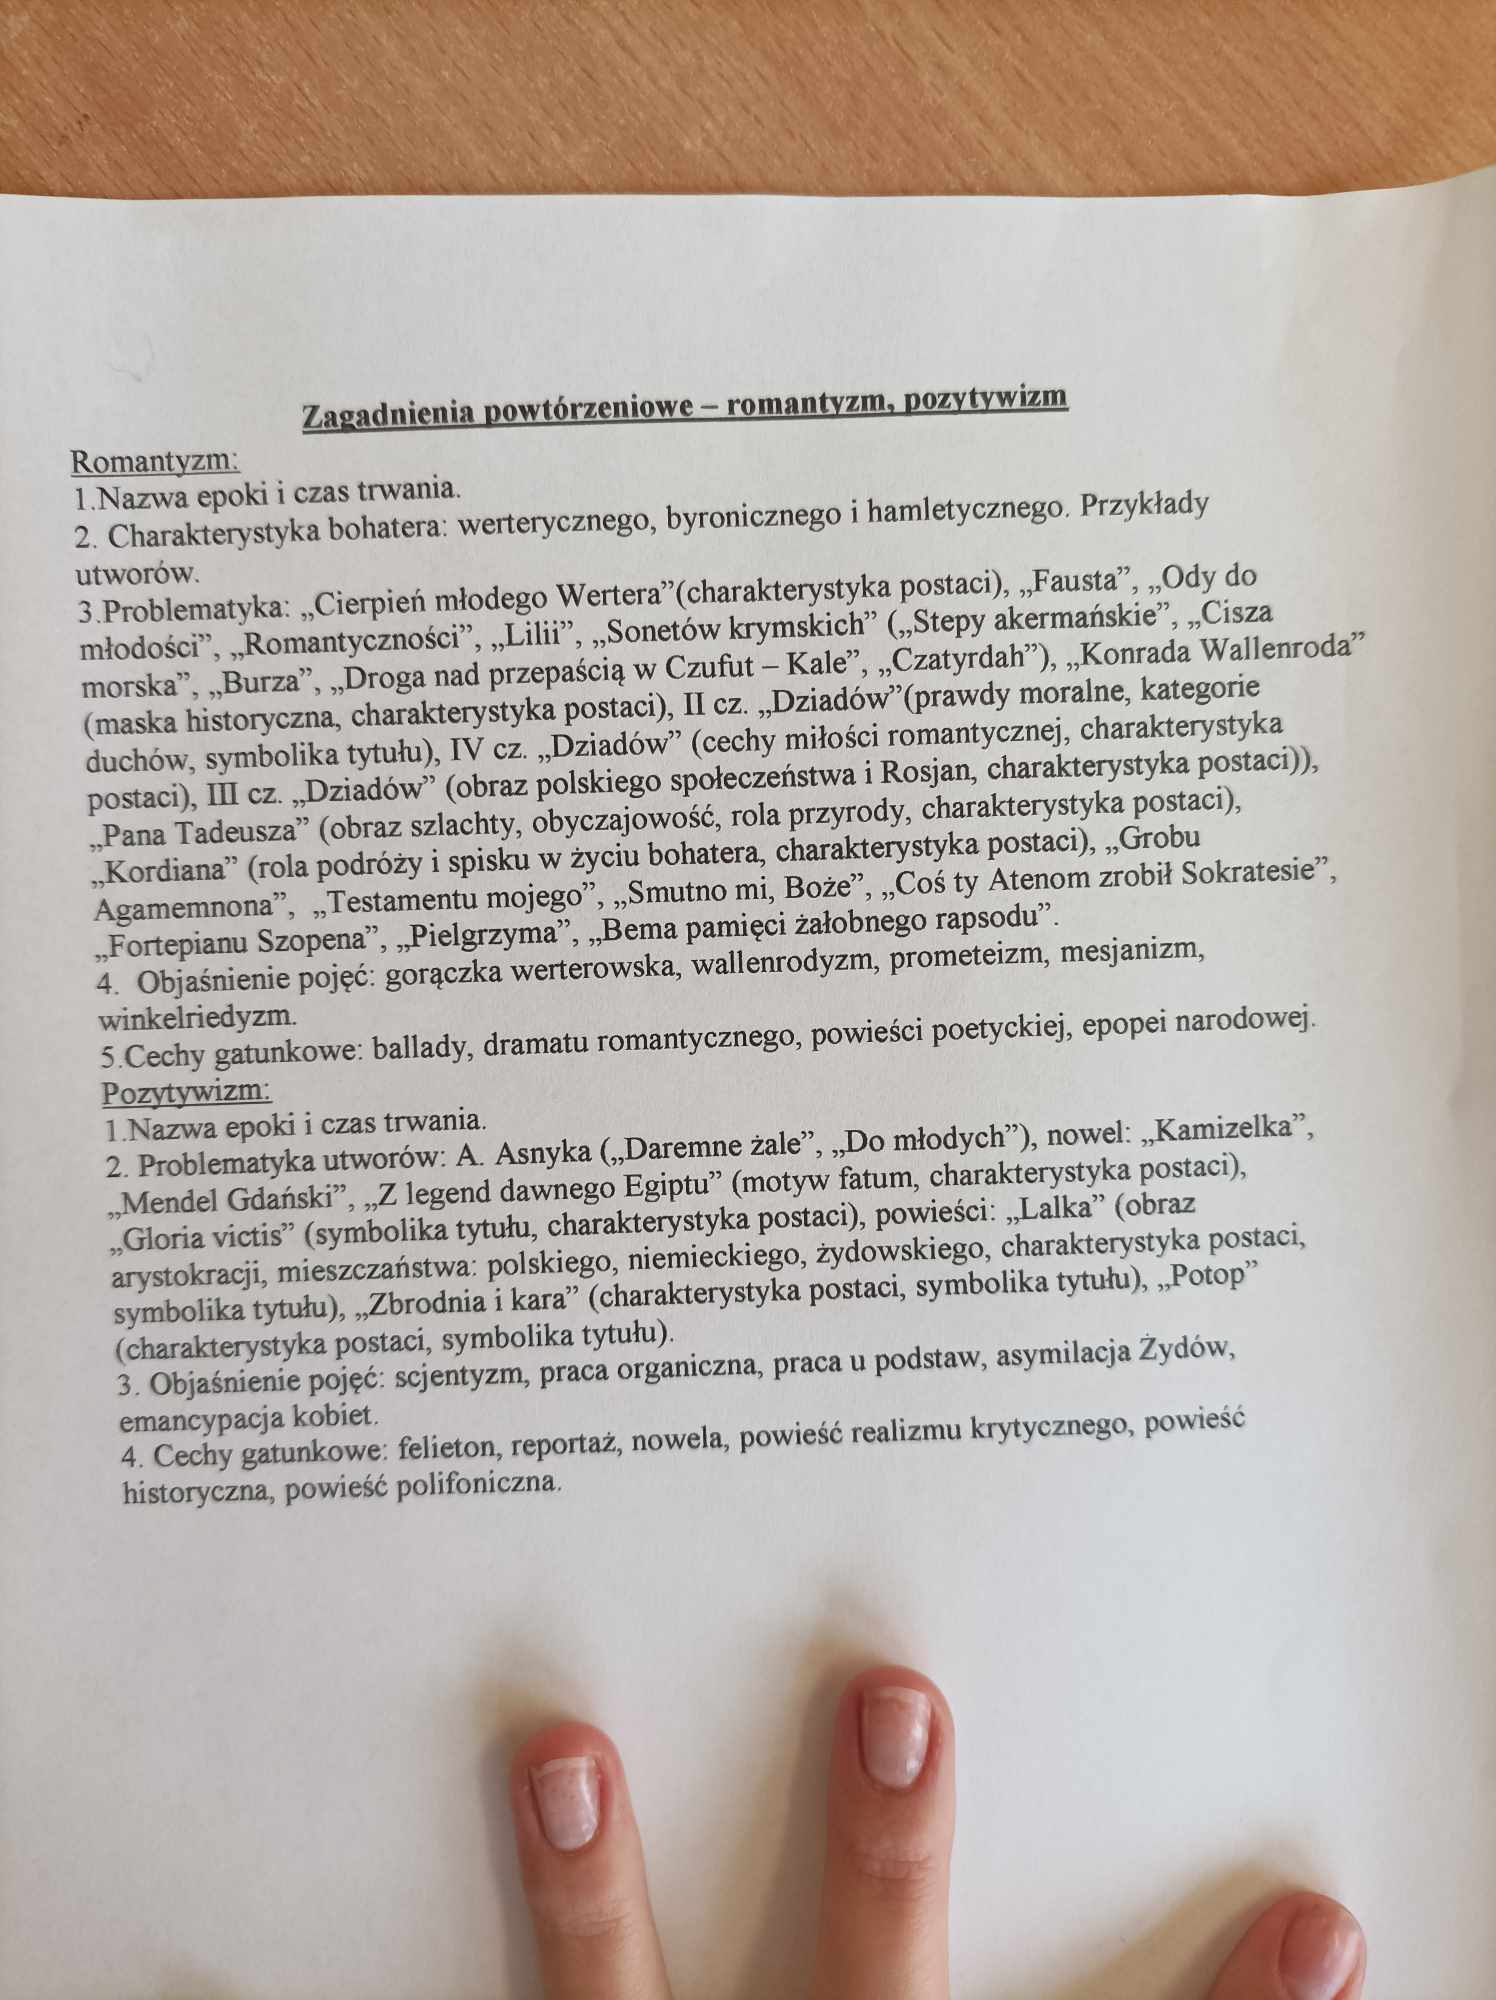 Zagadnienia powtórzeniowe – romantyzm, pozytywizm
Romantyzm:
1.Nazwa epoki i czas trwania.
2. Charakterystyka bohatera: werterycznego, byronicznego i hamletycznego. Przykłady
utworów.
3.Problematyka: „Cierpień młodego Wertera”(charakterystyka postaci), „Fausta”, „Ody do
młodości”, „Romantyczności”, „Lilii”, „Sonetów krymskich” („Stepy akermańskie”, „Cisza
morska”, „Burza”, „Droga nad przepaścią w Czufut – Kale”, „Czatyrdah”), „Konrada Wallenroda”
(maska historyczna, charakterystyka postaci), II cz. „Dziadów”(prawdy moralne, kategorie
duchów, symbolika tytułu), IV cz. „Dziadów” (cechy miłości romantycznej, charakterystyka
postaci), III cz. „Dziadów” (obraz polskiego społeczeństwa i Rosjan, charakterystyka postaci)),
„Pana Tadeusza” (obraz szlachty, obyczajowość, rola przyrody, charakterystyka postaci),
„Kordiana” (rola podróży i spisku w życiu bohatera, charakterystyka postaci), „Grobu
Agamemnona”, „Testamentu mojego”, „Smutno mi, Boże”, „Coś ty Atenom zrobił Sokratesie”,
„Fortepianu Szopena”, „Pielgrzyma”, „Bema pamięci żałobnego rapsodu”.
4. Objaśnienie pojęć: gorączka werterowska, wallenrodyzm, prometeizm, mesjanizm,
winkelriedyzm.
5.Cechy gatunkowe: ballady, dramatu romantycznego, powieści poetyckiej, epopei narodowej.
Pozytywizm:
1.Nazwa epoki i czas trwania.
2. Problematyka utworów: A. Asnyka („Daremne żale”, „Do młodych”), nowel: „Kamizelka”,
„Mendel Gdański”, „Z legend dawnego Egiptu” (motyw fatum, charakterystyka postaci),
„Gloria victis” (symbolika tytułu, charakterystyka postaci), powieści: „Lalka” (obraz
arystokracji, mieszczaństwa: polskiego, niemieckiego, żydowskiego, charakterystyka postaci,
symbolika tytułu), „Zbrodnia i kara” (charakterystyka postaci, symbolika tytułu), „Potop”
(charakterystyka postaci, symbolika tytułu).
3. Objaśnienie pojęć: scjentyzm, praca organiczna, praca u podstaw, asymilacja Żydów,
emancypacja kobiet.
4. Cechy gatunkowe: felieton, reportaż, nowela, powieść realizmu krytycznego, powieść
historyczna, powieść polifoniczna.